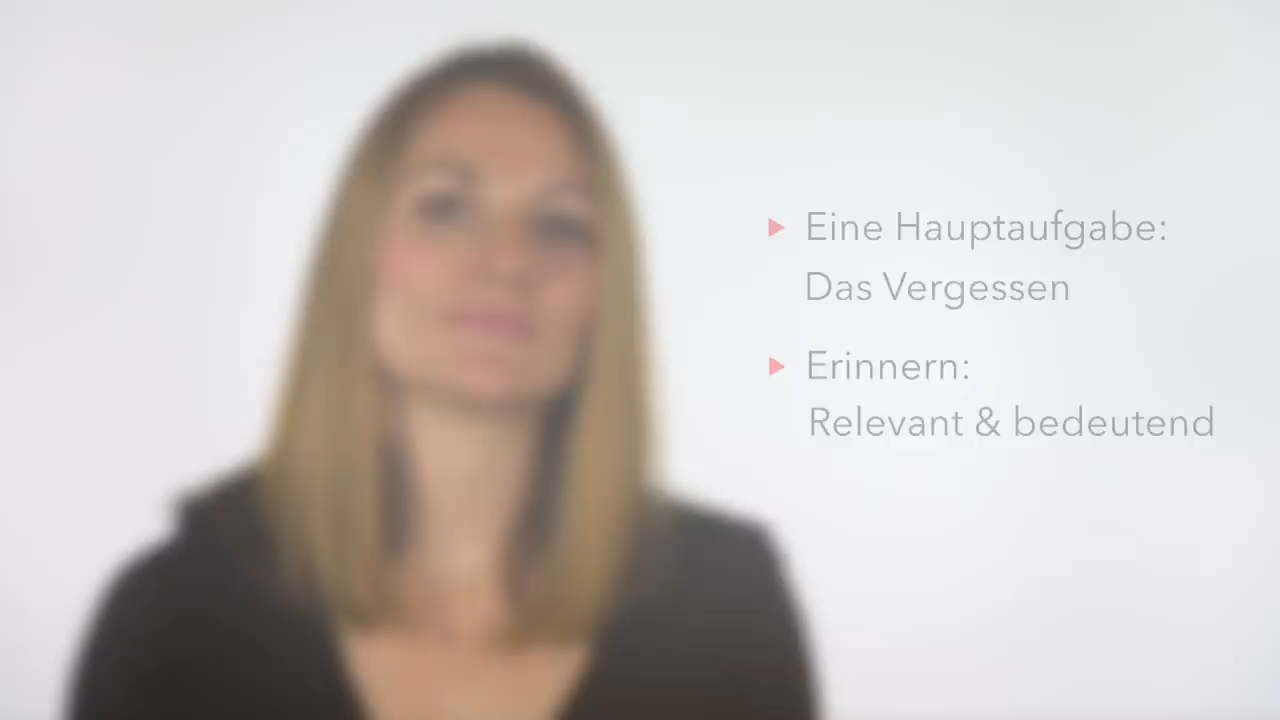 Eine Hauptaufgabe:
Das Vergessen
Erinnern:
Relevant & bedeutend